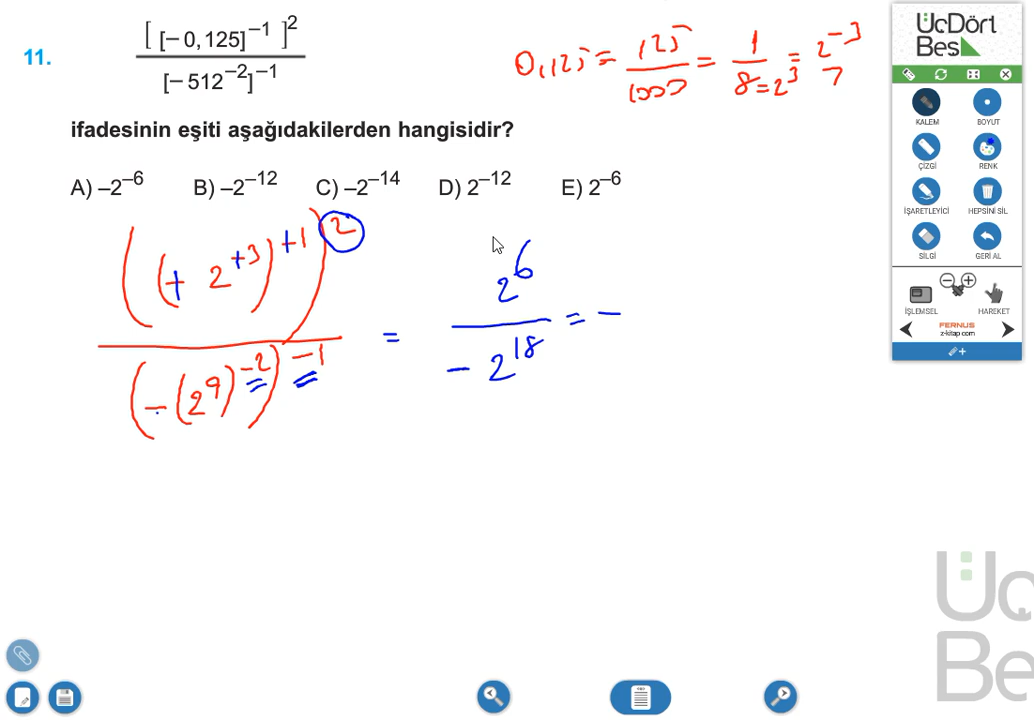 11. [ [– 0, 125]^–1 ]^2 / [– 512^–2]^–1
0,125 = 125/1000 = 1/8=2^3 = 2^-3
ifadesinin eşiti aşağıdakilerden hangisidir?
A) –2^–6 B) –2^–12 C) –2^–14 D) 2^–12 E) 2^–6
((+ 2^+3)^+1)^2 / (-(2^9)^-2)^-1 = 2^6 / -2^18 = -
ÜçDört
Beş
KALEM BOYUT
ÇİZGİ RENK
İŞARETLEYİCİ HEPSİNİ SİL
SİLGİ GERİ AL
İŞLEMSEL HAREKET
FERNUS
z-kitap.com
Üç
Be